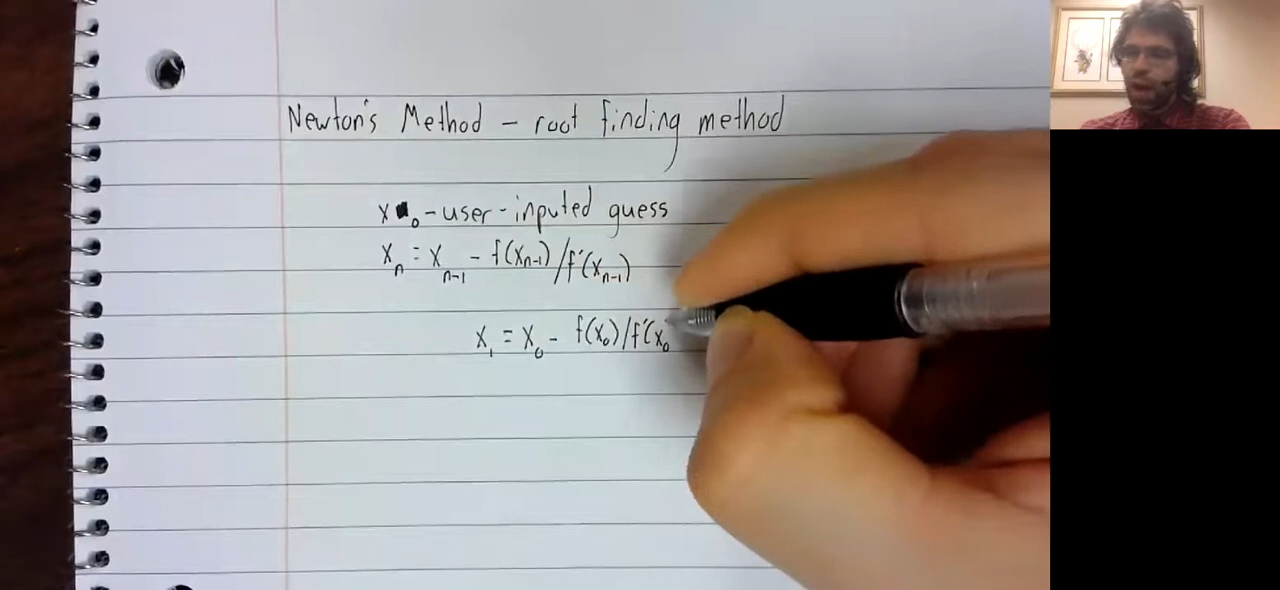 Newton's Method - root finding method
x₀ - user-inputed guess
xₙ = xₙ₋₁ - f(xₙ₋₁)/f'(xₙ₋₁)
x₁ = x₀ - f(x₀)/f'(x₀